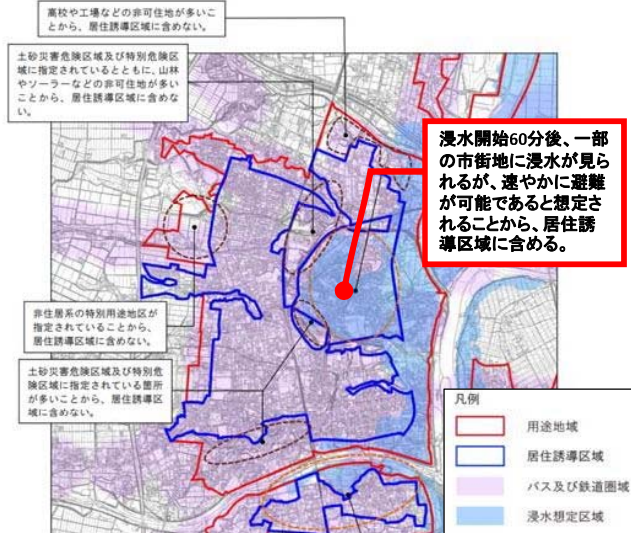 高校や工場などの非可住地が多いこ
とから、居住誘導区域に含めない。
土砂災害危険区域及び特別危険区
域に指定されているとともに、山林
やソーラーなどの非可住地が多い
ことから、居住誘導区域に含めな
い。
浸水開始60分後、一部
の市街地に浸水が見ら
れるが、速やかに避難
が可能であると想定さ
れることから、居住誘
導区域に含める。
非住居系の特別用途地区が
指定されていることから、
居住誘導区域に含めない。
土砂災害危険区域及び特別危
険区域に指定されている箇所
が多いことから、居住誘導区
域に含めない。
凡例
用途地域
居住誘導区域
バス及び鉄道圏域
浸水想定区域